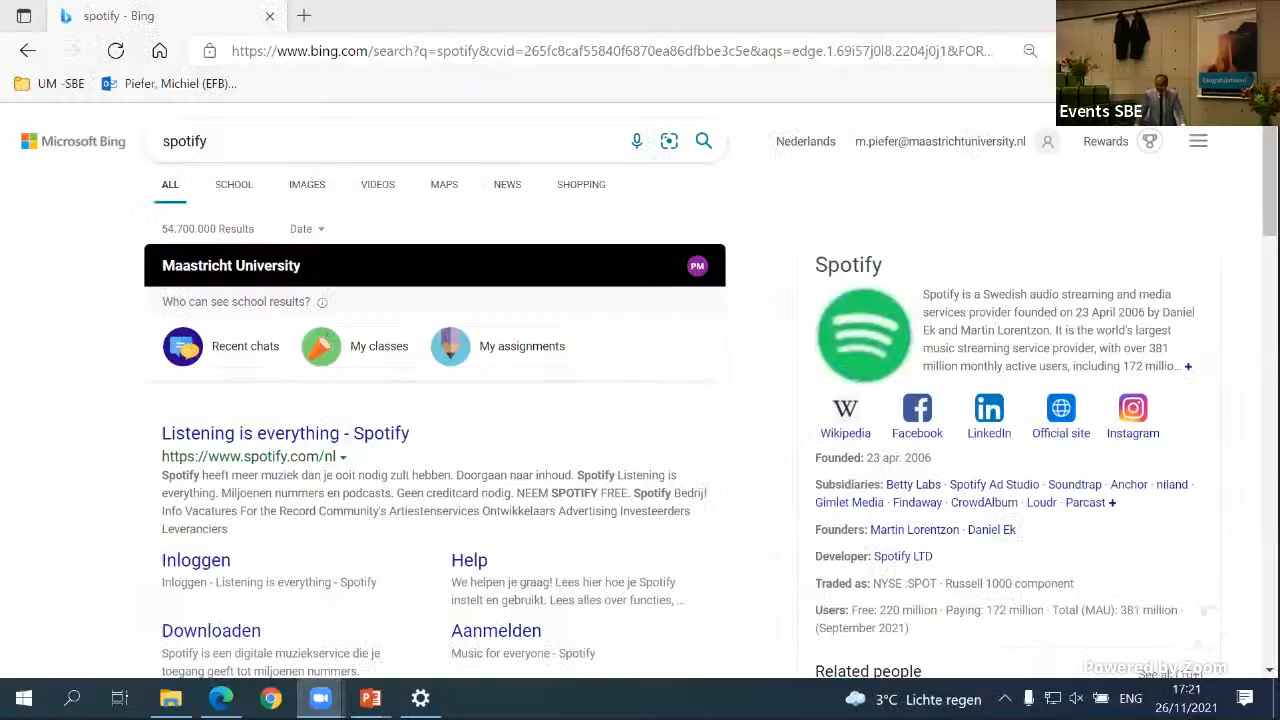 spotify - Bing
https://www.bing.com/search?q=spotify&cvid=265fc8caf55840f6870ea86dfbbe3c5e&aqs=edge.1.69i57j0l8.2204j0j1&FOR...
UM -SBE
Piefer, Michiel (EB)...
Events SBE
Microsoft Bing
spotify
Nederlands
m.piefer@maastrichtuniversity.nl
Rewards
ALL
SCHOOL
IMAGES
VIDEOS
MAPS
NEWS
SHOPPING
54.700.000 Results
Date
Maastricht University
PM
Who can see school results?
Recent chats
My classes
My assignments
Listening is everything - Spotify
https://www.spotify.com/nl
Spotify heeft meer muziek dan je ooit nodig zult hebben. Doorgaan naar inhoud. Spotify Listening is
everything. Miljoenen nummers en podcasts. Geen creditcard nodig. NEEM SPOTIFY FREE. Spotify Bedrijf
Info Vacatures For the Record Community's Artiestenservices Ontwikkelaars Advertising Investeerders
Leveranciers
Inloggen
Inloggen - Listening is everything - Spotify
Help
We helpen je graag! Lees hier hoe je Spotify
instelt en gebruikt. Lees alles over functies, ...
Downloaden
Spotify is een digitale muziekservice die je
toegang geeft tot miljoenen nummers.
Aanmelden
Music for everyone - Spotify
Spotify
Spotify is a Swedish audio streaming and media
services provider founded on 23 April 2006 by Daniel
Ek and Martin Lorentzon. It is the world's largest
music streaming service provider, with over 381
million monthly active users, including 172 millio... +
W
Wikipedia
Facebook
in
LinkedIn
Official site
Instagram
Founded: 23 apr. 2006
Subsidiaries: Betty Labs · Spotify Ad Studio · Soundtrap · Anchor · niland ·
Gimlet Media · Findaway · CrowdAlbum · Loudr · Parcast +
Founders: Martin Lorentzon · Daniel Ek
Developer: Spotify LTD
Traded as: NYSE :SPOT · Russell 1000 component
Users: Free: 220 million · Paying: 172 million · Total (MAU): 381 million ·
(September 2021)
Related people
Powered by Zoom
3°C Lichte regen
ENG
17:21
26/11/2021